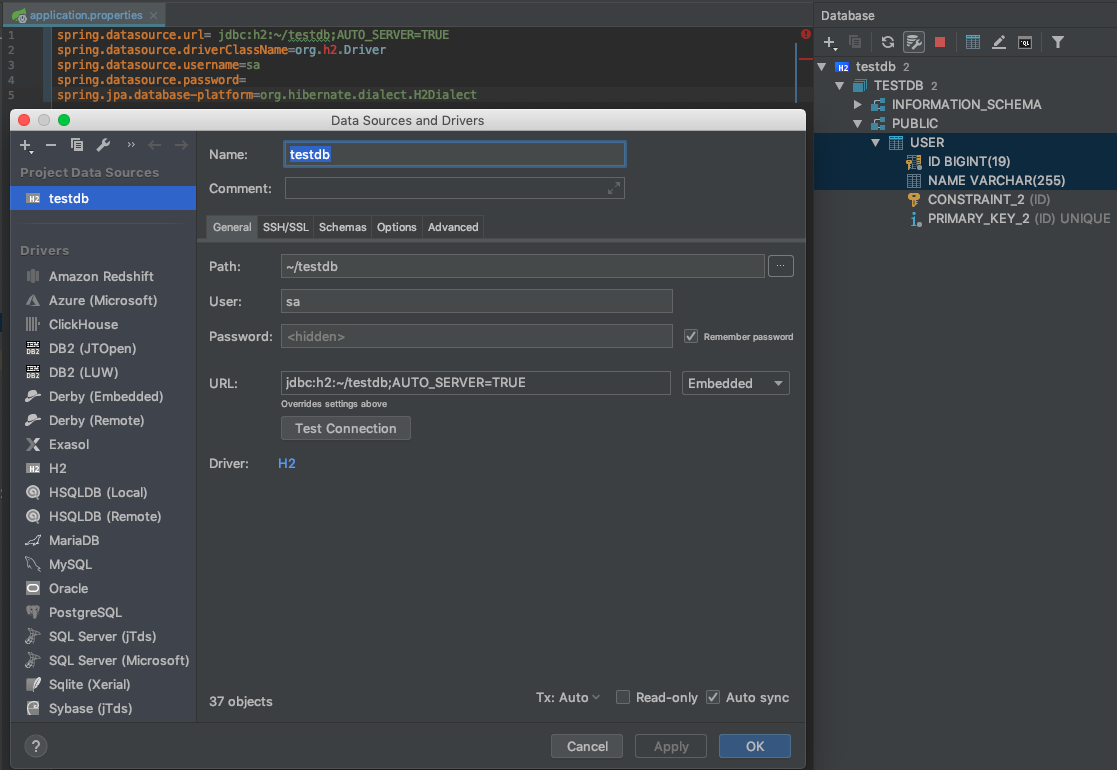 application.properties
1 spring.datasource.url= jdbc:h2:~/testdb;AUTO_SERVER=TRUE
2 spring.datasource.driverClassName=org.h2.Driver
3 spring.datasource.username=sa
4 spring.datasource.password=
5 spring.jpa.database-platform=org.hibernate.dialect.H2Dialect
Data Sources and Drivers
Project Data Sources
H2 testdb
Drivers
Amazon Redshift
Azure (Microsoft)
ClickHouse
IBM DB2 DB2 (JTOpen)
IBM DB2 DB2 (LUW)
Derby (Embedded)
Derby (Remote)
Exasol
H2 H2
HSQLDB (Local)
HSQLDB (Remote)
MariaDB
MySQL
Oracle
PostgreSQL
SQL Server (jTds)
SQL Server (Microsoft)
Sqlite (Xerial)
Sybase (jTds)
Name: testdb
Comment:
General SSH/SSL Schemas Options Advanced
Path: ~/testdb ...
User: sa
Password: <hidden> Remember password
URL: jdbc:h2:~/testdb;AUTO_SERVER=TRUE Embedded
Overrides settings above
Test Connection
Driver: H2
37 objects Tx: Auto Read-only Auto sync
? Cancel Apply OK
Database
QL
H2 testdb 2
TESTDB 2
INFORMATION_SCHEMA
PUBLIC
USER
ID BIGINT(19)
NAME VARCHAR(255)
CONSTRAINT_2 (ID)
PRIMARY_KEY_2 (ID) UNIQUE